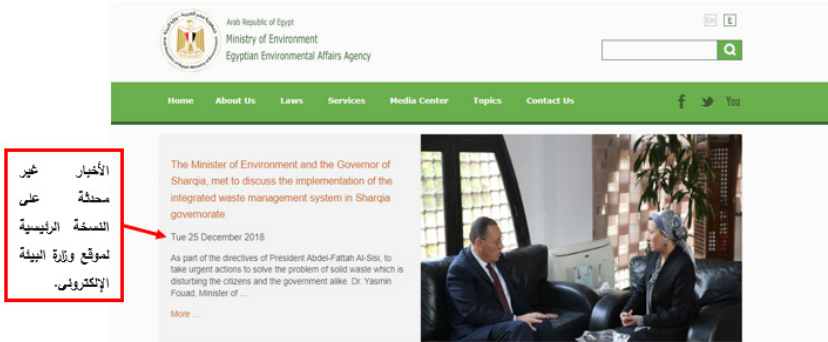 Arab Republic of Egypt
Ministry of Environment
Egyptian Environmental Affairs Agency
En ع
Home About Us Laws Services Media Center Topics Contact Us
f You
The Minister of Environment and the Governor of
Sharqia, met to discuss the implementation of the
integrated waste management system in Sharqia
governorate
Tue 25 December 2018
As part of the directives of President Abdel-Fattah Al-Sisi, to
take urgent actions to solve the problem of solid waste which is
disturbing the citizens and the government alike. Dr. Yasmin
Fouad, Minister of ...
More ...
الأخبار غير
محدثة على
النسخة الرئيسية
لموقع وزارة البيئة
الإلكتروني.